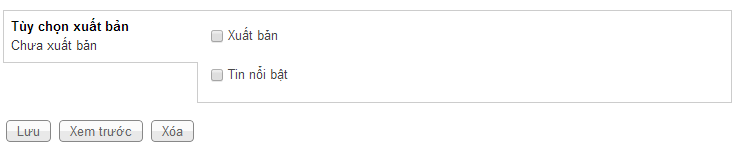 Tùy chọn xuất bản
Chưa xuất bản
Xuất bản
Tin nổi bật
Lưu Xem trước Xóa